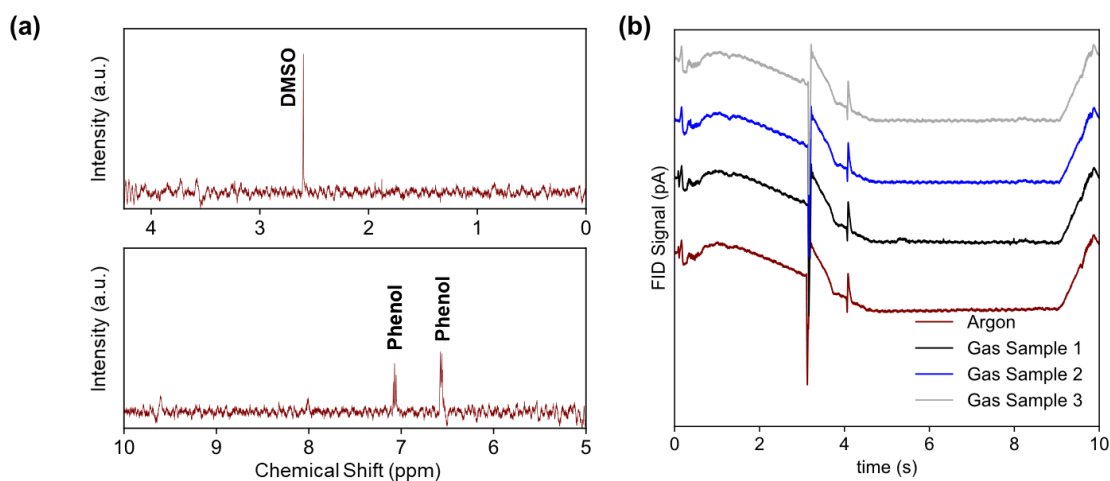 (a)
Intensity (a.u.)
DMSO
4 3 2 1 0
Intensity (a.u.)
Phenol
Phenol
10 9 8 7 6 5
Chemical Shift (ppm)
(b)
FID Signal (pA)
Argon
Gas Sample 1
Gas Sample 2
Gas Sample 3
0 2 4 6 8 10
time (s)